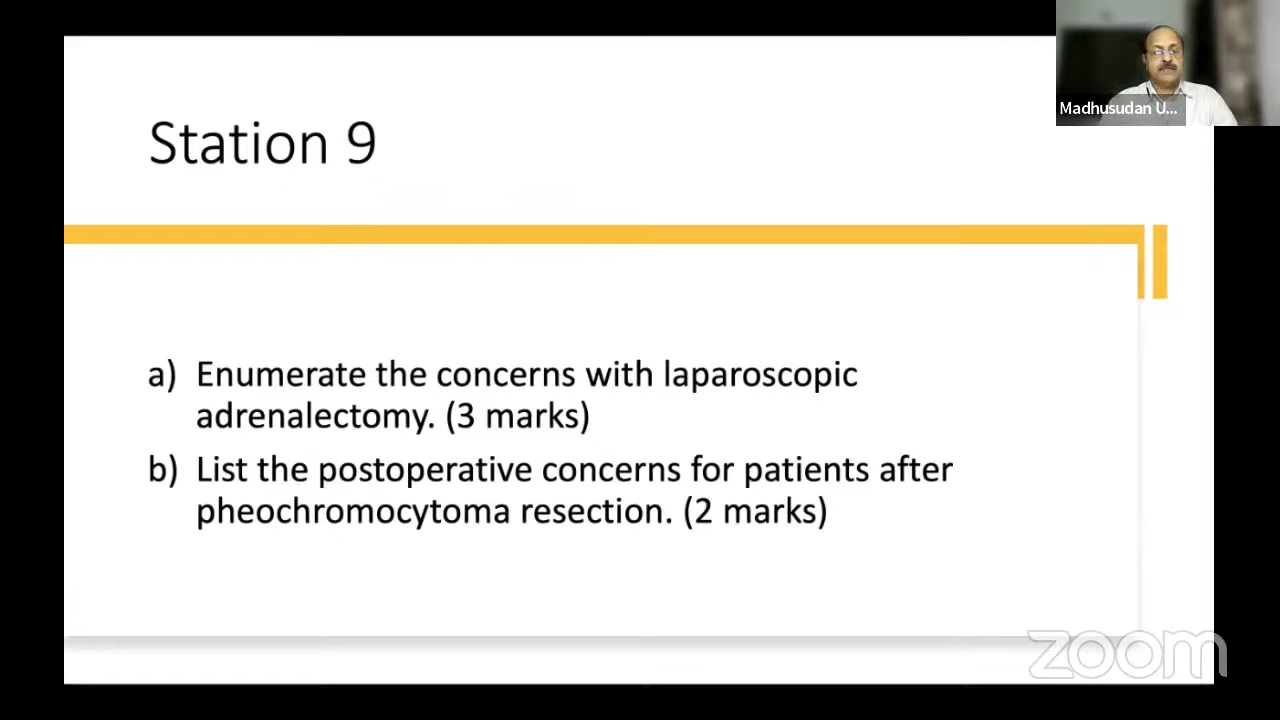 Madhusudan U...
Station 9
a) Enumerate the concerns with laparoscopic
adrenalectomy. (3 marks)
b) List the postoperative concerns for patients after
pheochromocytoma resection. (2 marks)
zoom